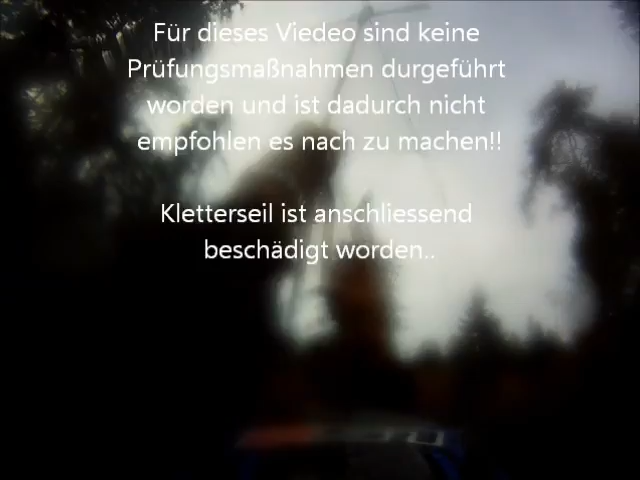 Für dieses Viedeo sind keine
Prüfungsmaßnahmen durgeführt
worden und ist dadurch nicht
empfohlen es nach zu machen!!
Kletterseil ist anschliessend
beschädigt worden..